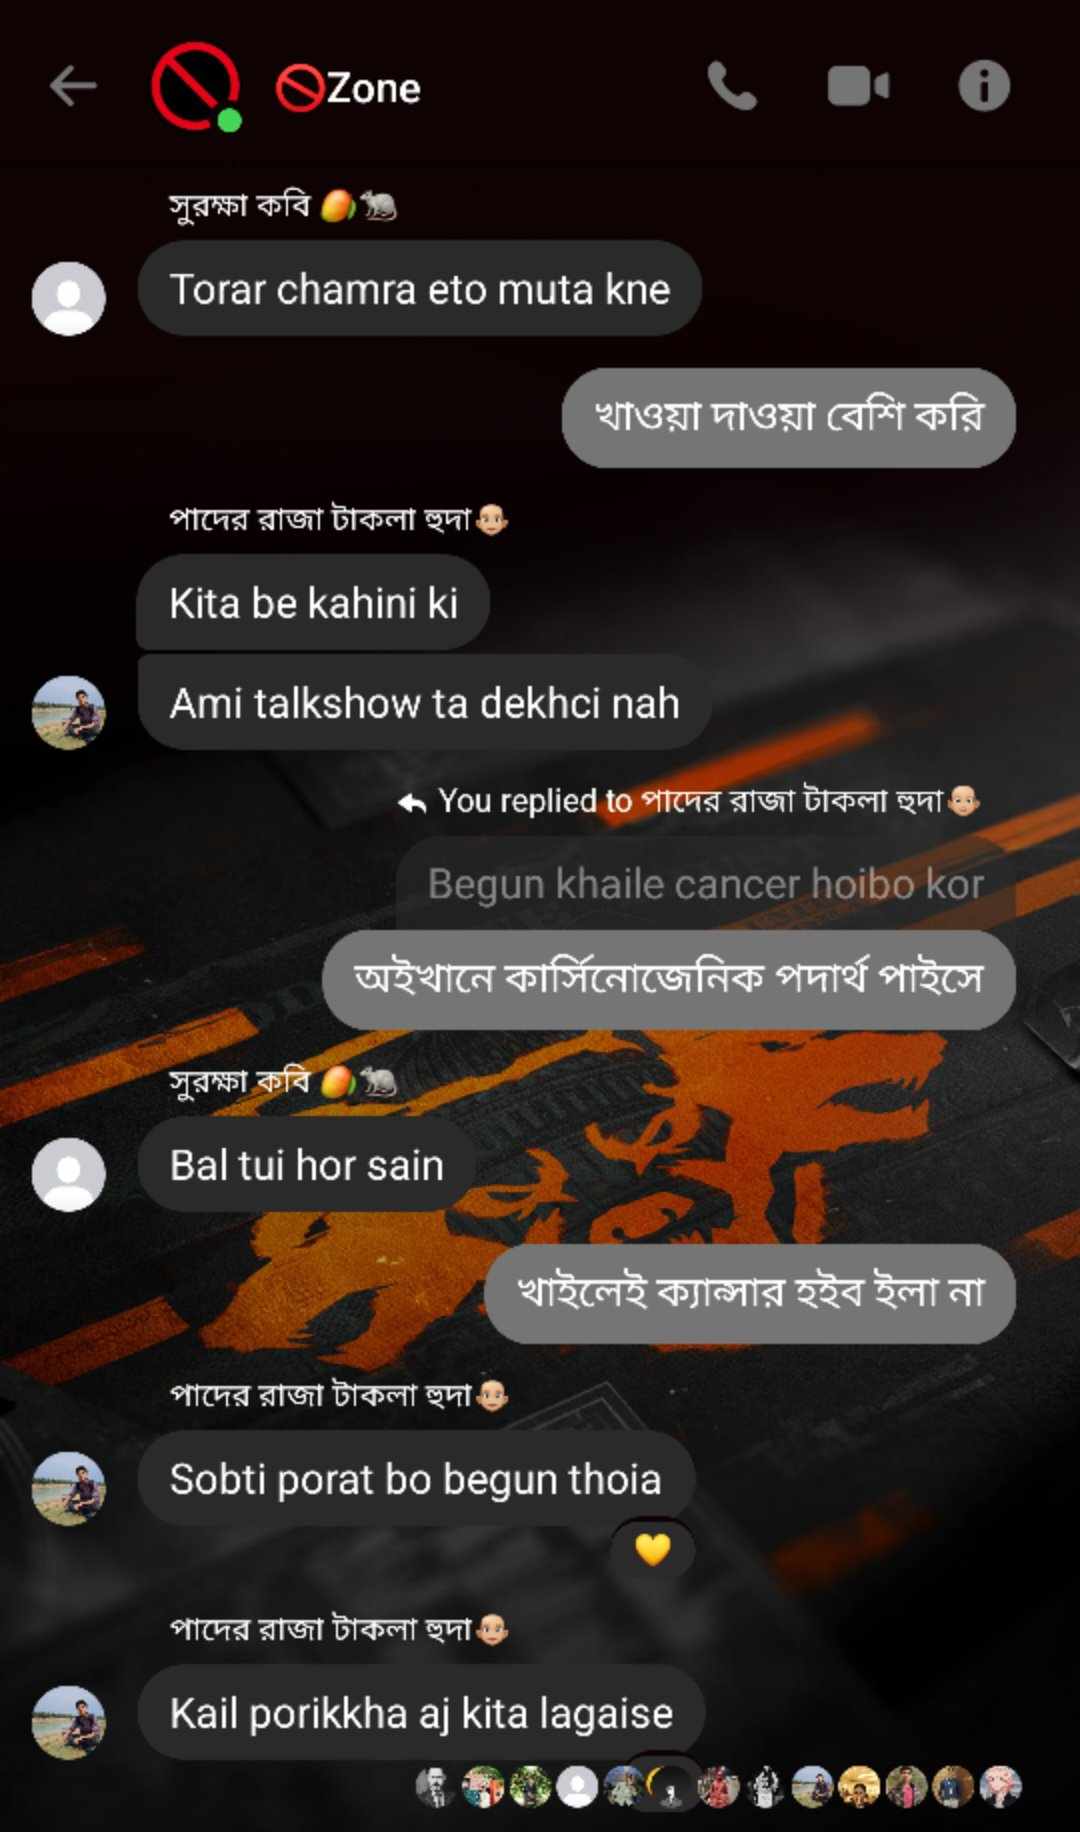 🚫Zone
সুরক্ষা কবি 🥭🐀
Torar chamra eto muta kne
খাওয়া দাওয়া বেশি করি
পাদের রাজা টাকলা হুদা👨🏼‍🦲
Kita be kahini ki
Ami talkshow ta dekhci nah
You replied to পাদের রাজা টাকলা হুদা👨🏼‍🦲
Begun khaile cancer hoibo kor
অইখানে কার্সিনোজেনিক পদার্থ পাইসে
সুরক্ষা কবি 🥭🐀
Bal tui hor sain
খাইলেই ক্যান্সার হইব ইলা না
পাদের রাজা টাকলা হুদা👨🏼‍🦲
Sobti porat bo begun thoia
💛
পাদের রাজা টাকলা হুদা👨🏼‍🦲
Kail porikkha aj kita lagaise